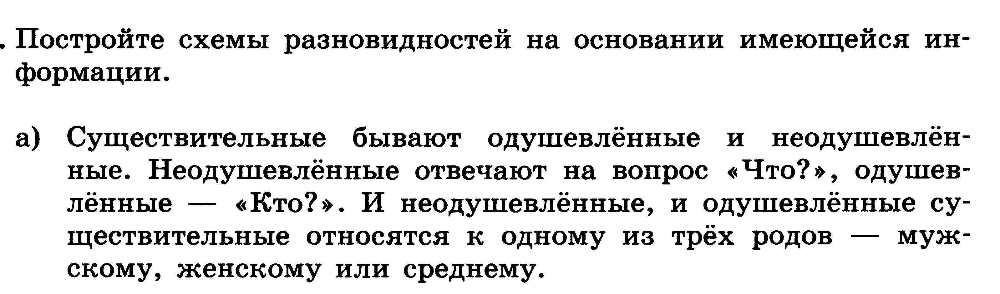 . Постройте схемы разновидностей на основании имеющейся ин-
формации.
а) Существительные бывают одушевлённые и неодушевлён-
ные. Неодушевлённые отвечают на вопрос «Что?», одушев-
лённые — «Кто?». И неодушевлённые, и одушевлённые су-
ществительные относятся к одному из трёх родов — муж-
скому, женскому или среднему.